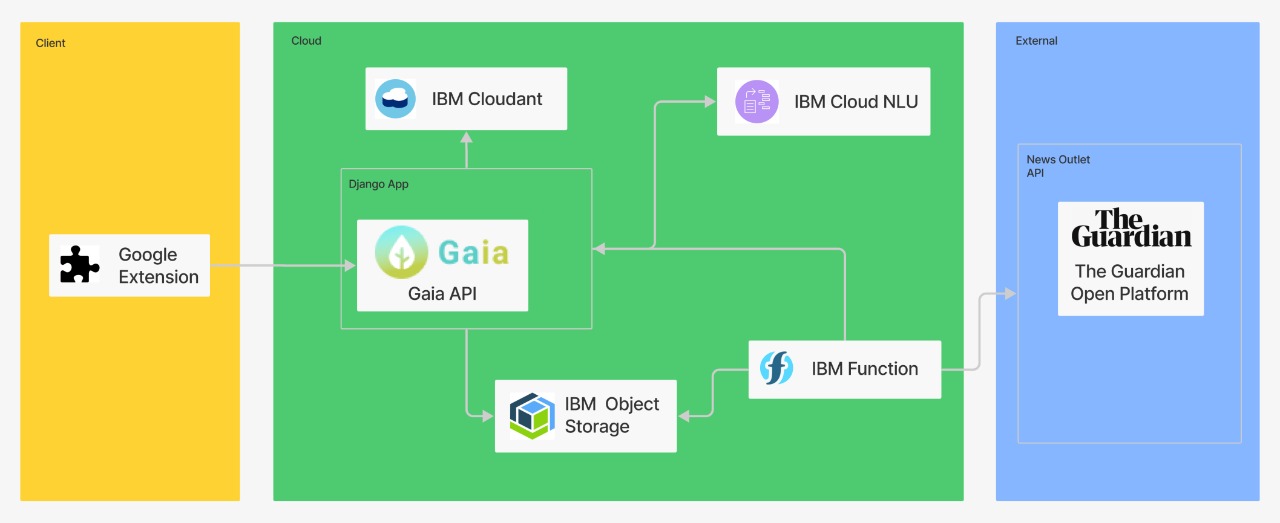 Client
Cloud
External
IBM Cloudant
IBM Cloud NLU
Django App
News Outlet
API
Google
Extension
Gaia
Gaia API
The
Guardian
The Guardian
Open Platform
IBM Function
IBM Object
Storage